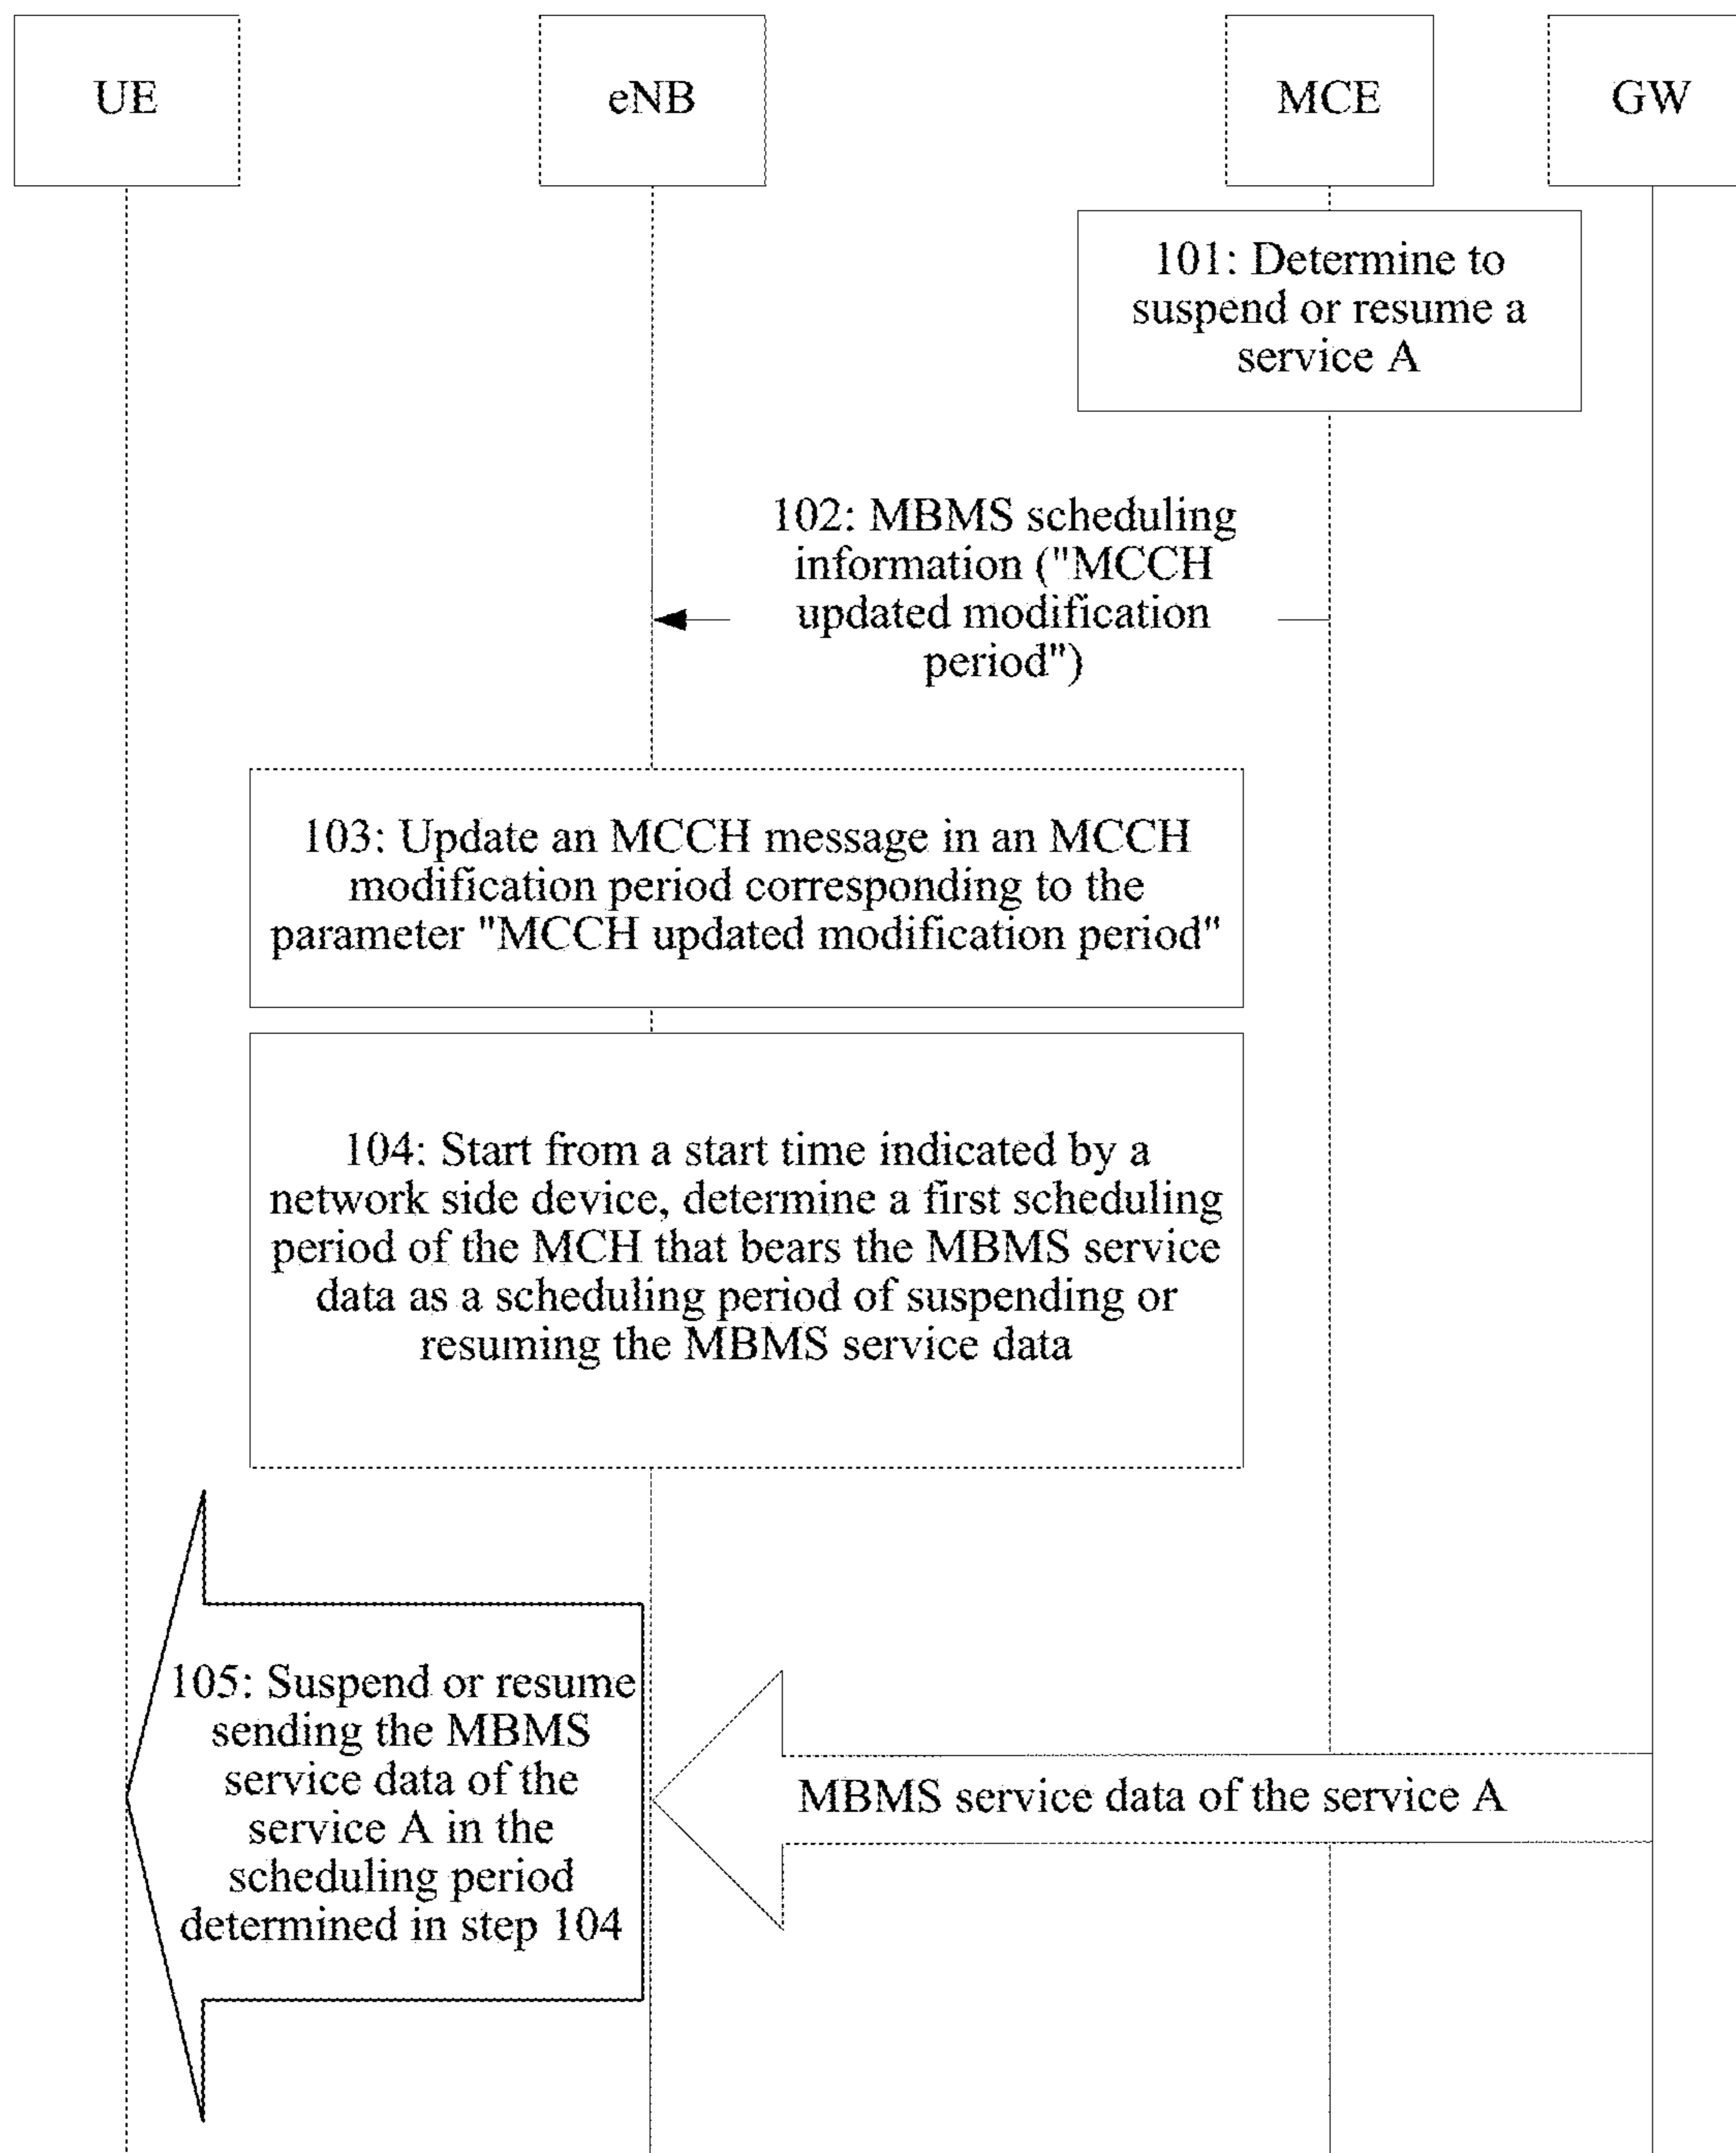 UE
eNB
MCE
GW
101: Determine to
suspend or resume a
service A
102: MBMS scheduling
information ("MCCH
updated modification
period")
103: Update an MCCH message in an MCCH
modification period corresponding to the
parameter "MCCH updated modification period"
104: Start from a start time indicated by a
network side device, determine a first scheduling
period of the MCH that bears the MBMS service
data as a scheduling period of suspending or
resuming the MBMS service data
105: Suspend or resume
sending the MBMS
service data of the
service A in the
scheduling period
determined in step 104
MBMS service data of the service A